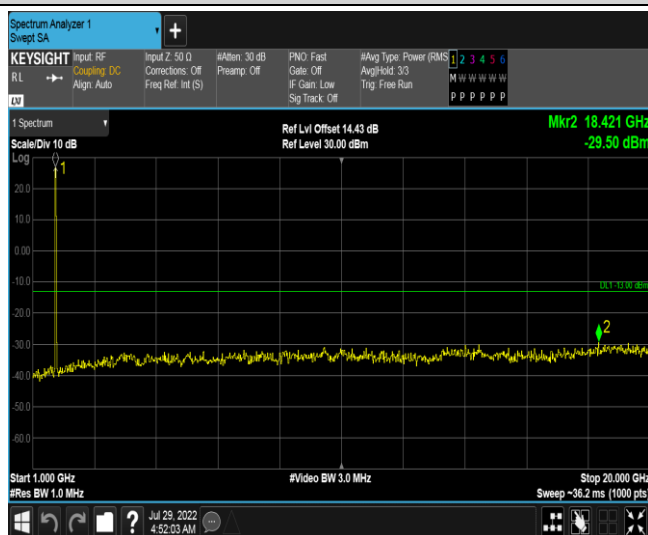 Spectrum Analyzer 1
Swept SA
+
KEYSIGHT
RL
LXI
Input: RF
Coupling: DC
Align: Auto
Input Z: 50 Ω
Corrections: Off
Freq Ref: Int (S)
#Atten: 30 dB
Preamp: Off
PNO: Fast
Gate: Off
IF Gain: Low
Sig Track: Off
#Avg Type: Power (RMS
Avg|Hold: 3/3
Trig: Free Run
1 2 3 4 5 6
M W W W W W
P P P P P P
1 Spectrum
Scale/Div 10 dB
Log
Ref Lvl Offset 14.43 dB
Ref Level 30.00 dBm
Mkr2 18.421 GHz
-29.50 dBm
1
20.0
10.0
0.00
-10.0
DL1 -13.00 dBm
2
-30.0
-40.0
-50.0
-60.0
Start 1.000 GHz
#Res BW 1.0 MHz
#Video BW 3.0 MHz
Stop 20.000 GHz
Sweep ~36.2 ms (1000 pts)
?
Jul 29, 2022
4:52:03 AM